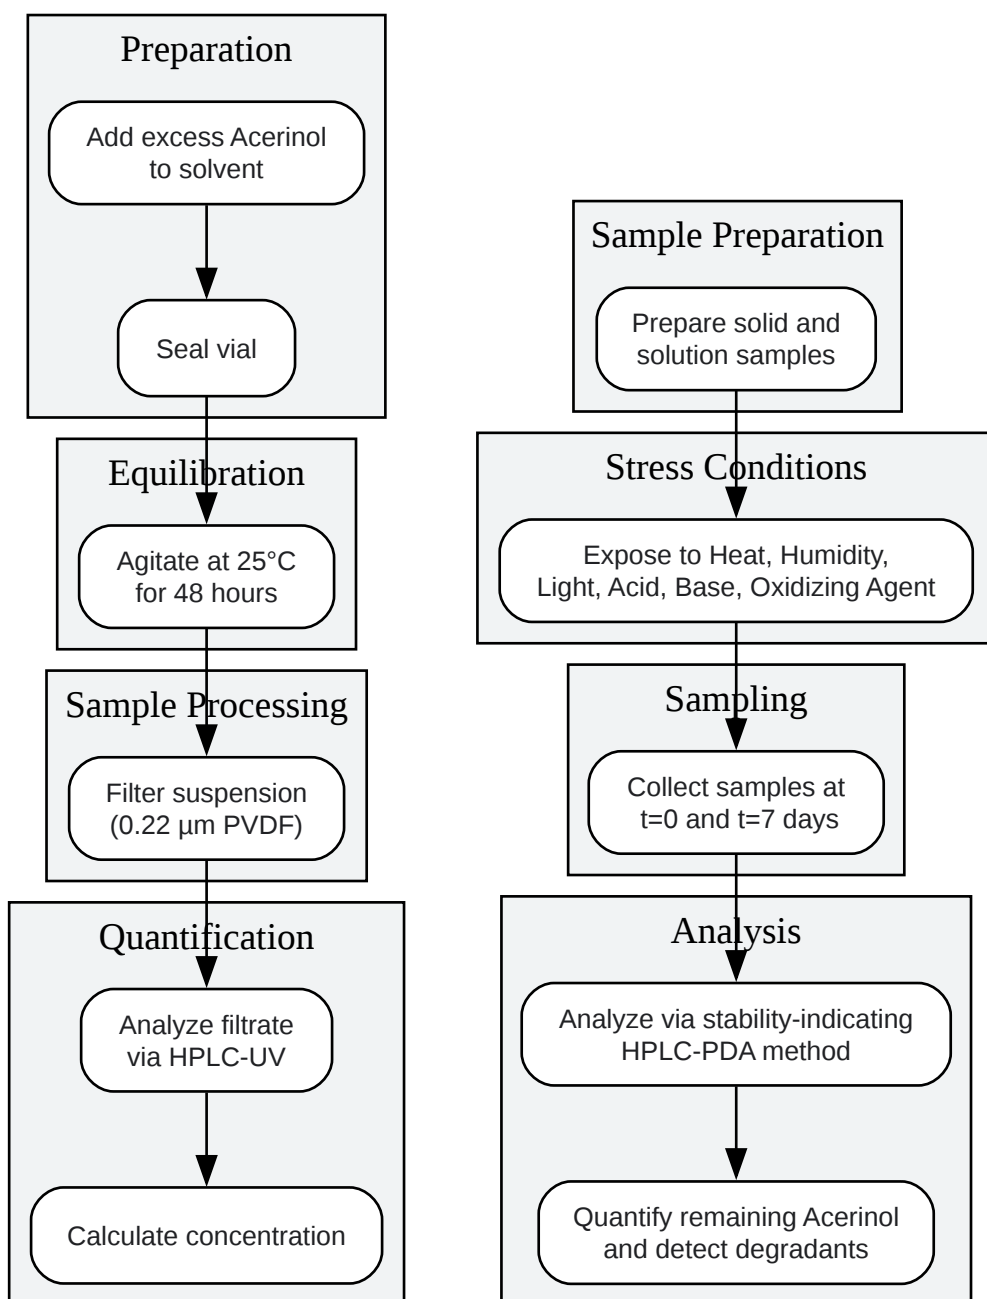 Preparation
Add excess Acerinol
to solvent
Seal vial
Equilibration
Agitate at 25°C
for 48 hours
Sample Processing
Filter suspension
(0.22 µm PVDF)
Quantification
Analyze filtrate
via HPLC-UV
Calculate concentration
Sample Preparation
Prepare solid and
solution samples
Stress Conditions
Expose to Heat, Humidity,
Light, Acid, Base, Oxidizing Agent
Sampling
Collect samples at
t=0 and t=7 days
Analysis
Analyze via stability-indicating
HPLC-PDA method
Quantify remaining Acerinol
and detect degradants